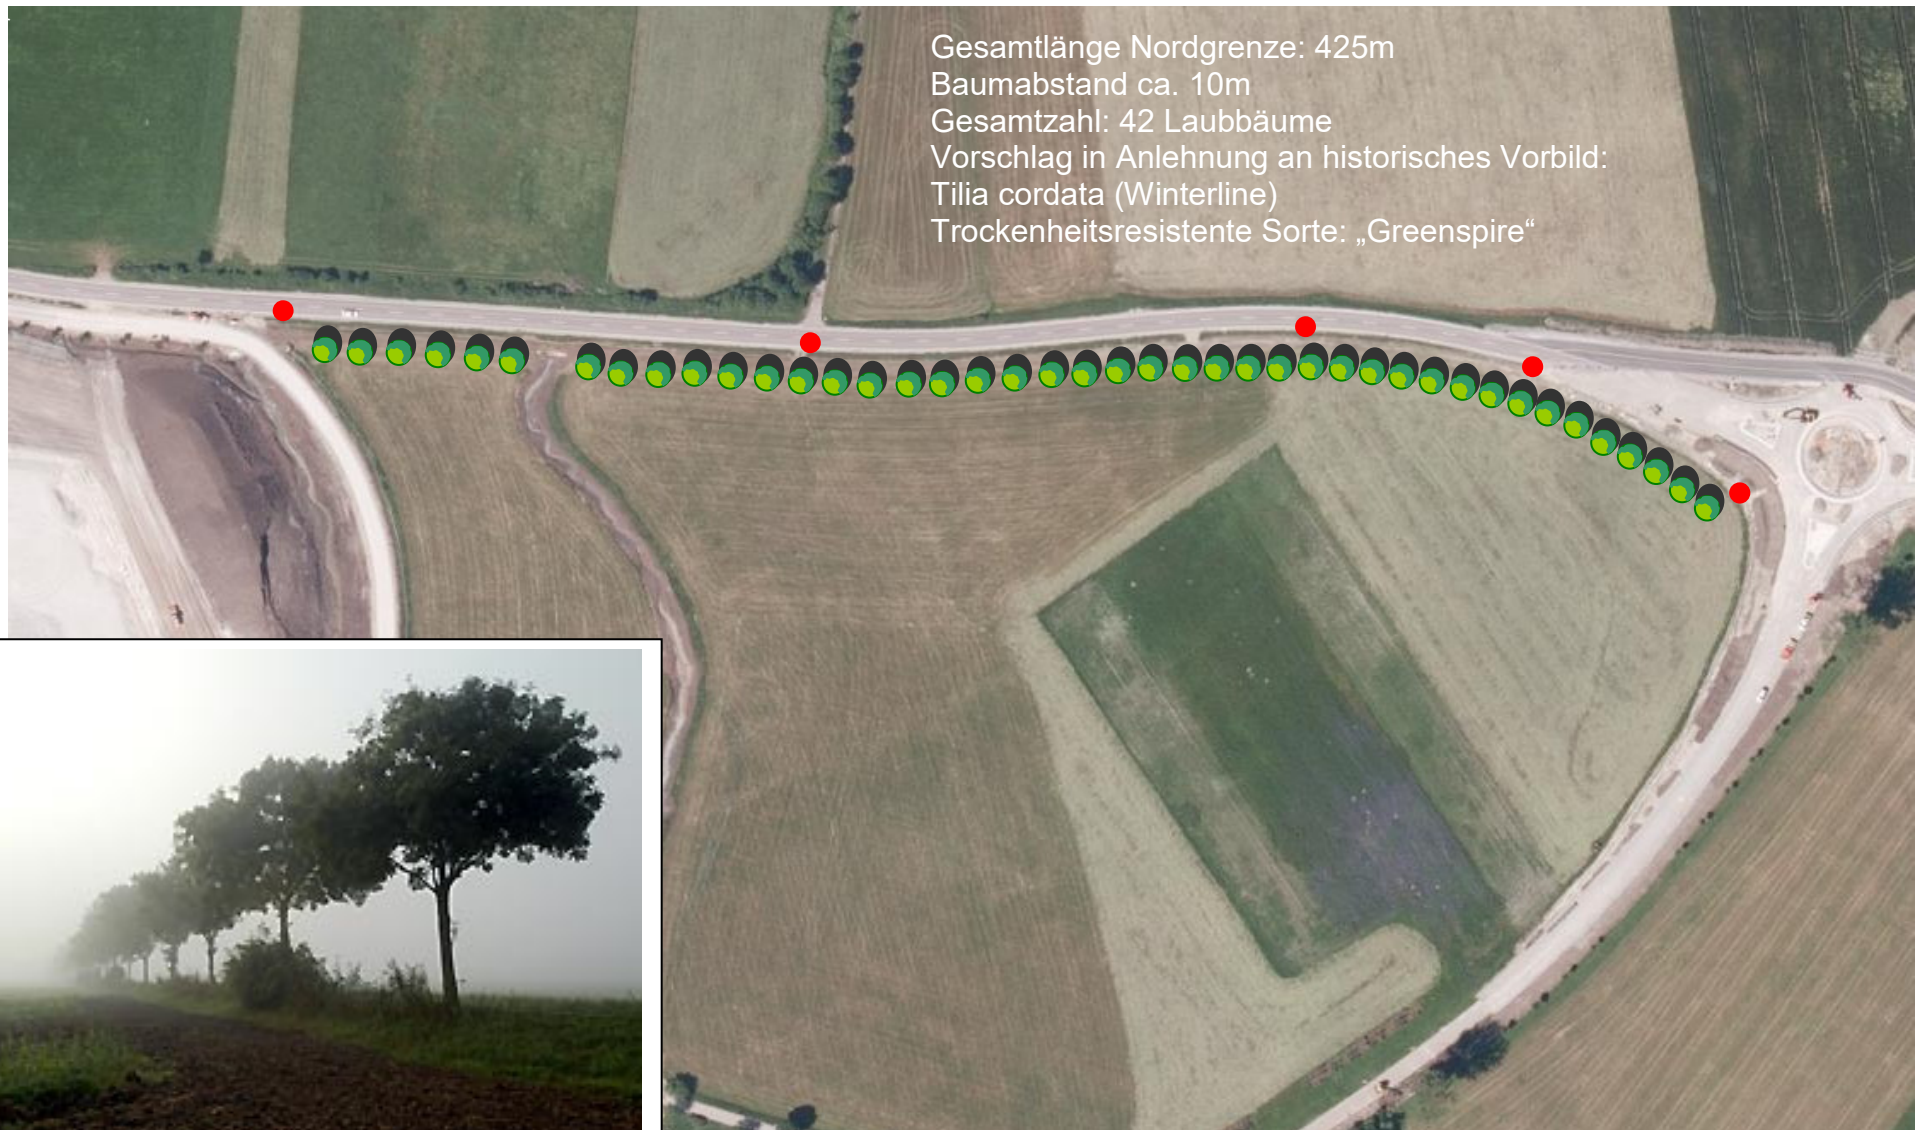 Gesamtlänge Nordgrenze: 425m
Baumabstand ca. 10m
Gesamtzahl: 42 Laubbäume
Vorschlag in Anlehnung an historisches Vorbild:
Tilia cordata (Winterline)
Trockenheitsresistente Sorte: „Greenspire“